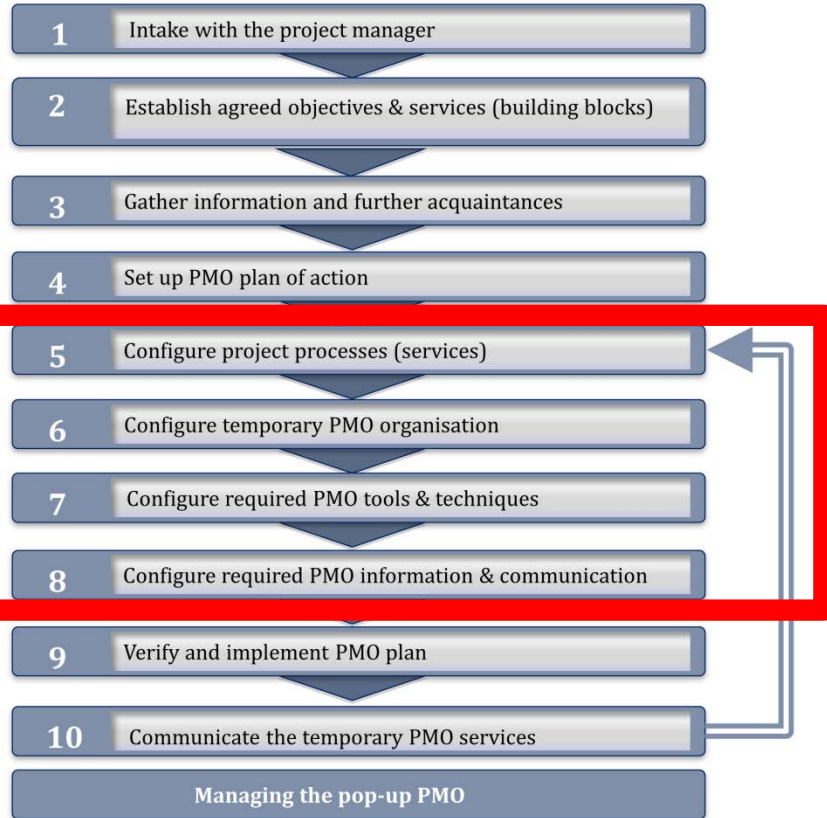 1 Intake with the project manager
2 Establish agreed objectives & services (building blocks)
3 Gather information and further acquaintances
4 Set up PMO plan of action
5 Configure project processes (services)
6 Configure temporary PMO organisation
7 Configure required PMO tools & techniques
8 Configure required PMO information & communication
9 Verify and implement PMO plan
10 Communicate the temporary PMO services
Managing the pop-up PMO